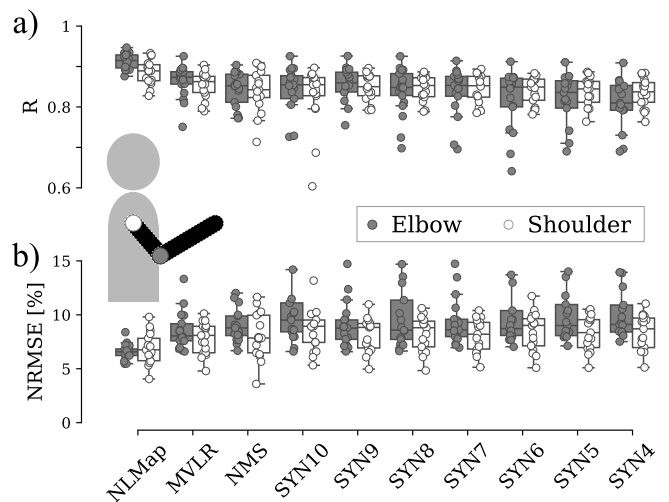 a)
1
0.8
0.6
R
Elbow
Shoulder
b)
15
10
5
0
NRMSE [%]
NLMap
MVLR
NMS
SYN10
SYN9
SYN8
SYN7
SYN6
SYN5
SYN4